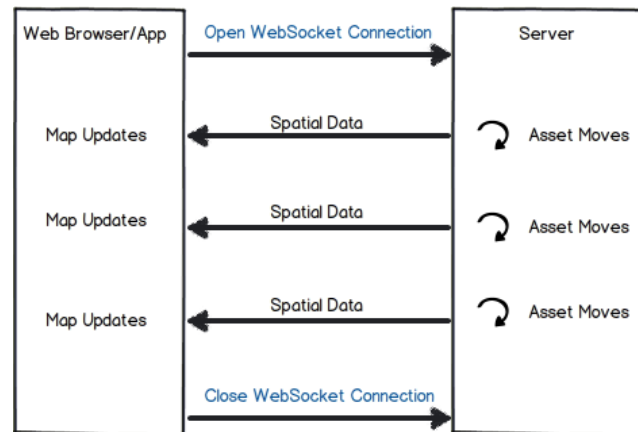 Web Browser/App
Open WebSocket Connection
Server
Map Updates
Spatial Data
Asset Moves
Map Updates
Spatial Data
Asset Moves
Map Updates
Spatial Data
Asset Moves
Close WebSocket Connection